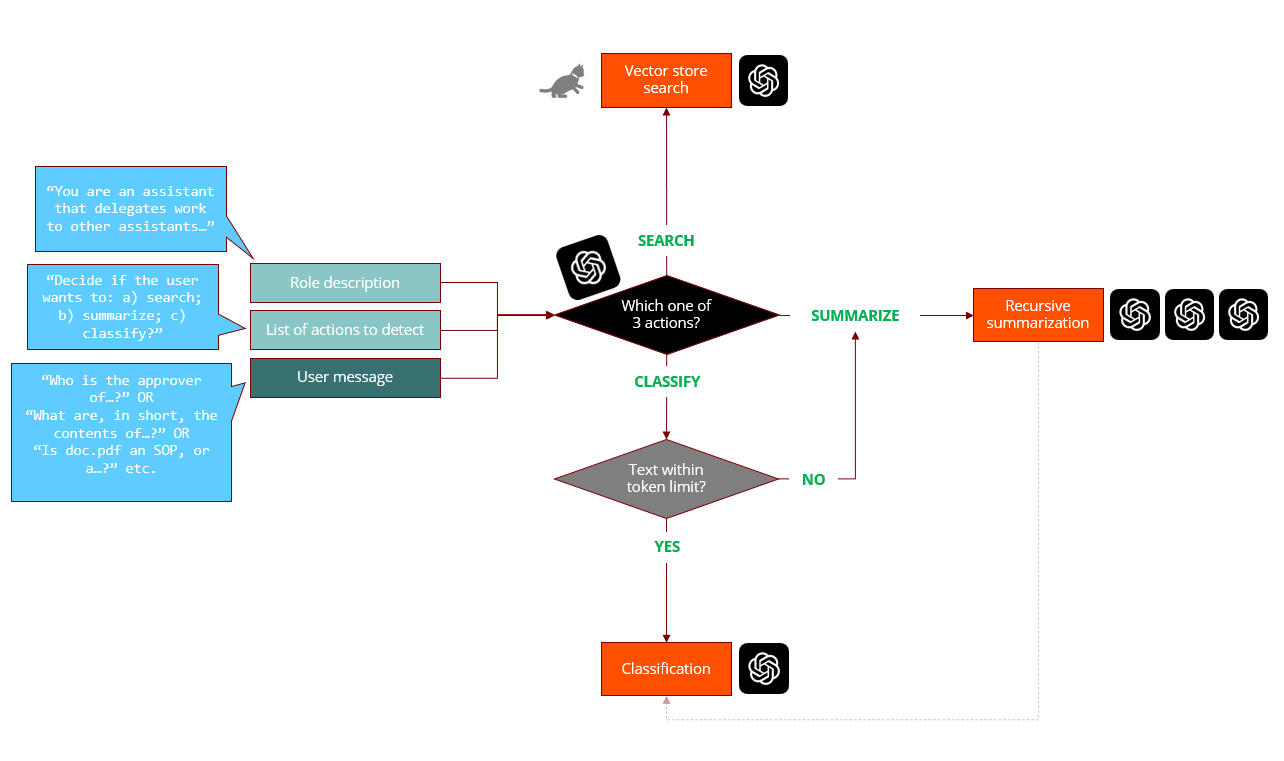 Vector store
search
“You are an assistant
that delegates work
to other assistants…”
SEARCH
“Decide if the user
wants to: a) search;
b) summarize; c)
classify?”
Role description
List of actions to detect
User message
Which one of
3 actions?
SUMMARIZE
Recursive
summarization
“Who is the approver
of…?” OR
“What are, in short, the
contents of…?” OR
“Is doc.pdf an SOP, or
a…?” etc.
CLASSIFY
Text within
token limit?
NO
YES
Classification